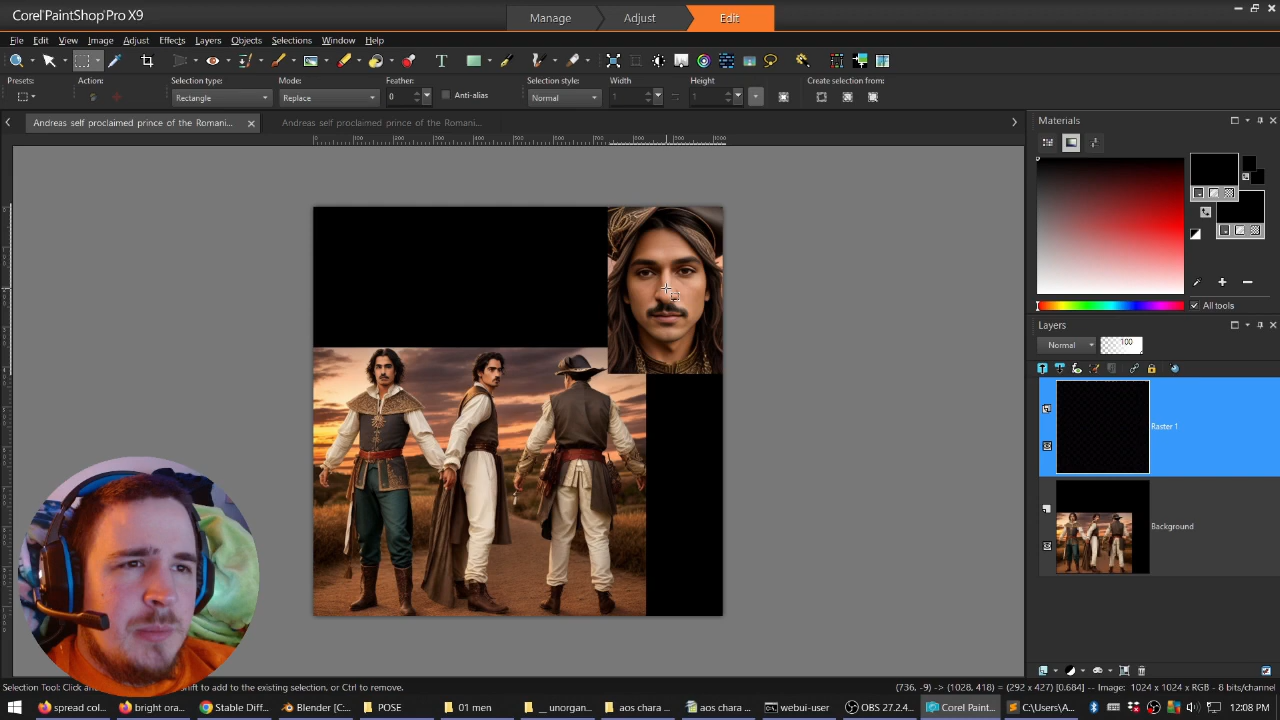 Corel PaintShop Pro X9
Manage
Adjust
Edit
File Edit View Image Adjust Effects Layers Objects Selections Window Help
Presets: Action: Selection type: Mode: Feather: Selection style: Width Height Create selection from:
Rectangle Replace 0 Anti-alias Normal 1 1
Andreas self proclaimed prince of the Romani...
Andreas self proclaimed prince of the Romani...
Materials
All tools
Layers
Normal 100
Raster 1
Background
Selection Tool: Click and
shift to add to the existing selection, or Ctrl to remove.
(736, -9) -> (1028, 418) = (292 x 427) [0.684] -- Image: 1024 x 1024 x RGB - 8 bits/channel
spread col...
bright ora...
Stable Diff...
Blender [C...
POSE
01 men
__ unorgan...
aos chara ...
aos chara ...
webui-user
OBS 27.2.4...
Corel Paint...
C:\Users\A...
12:08 PM